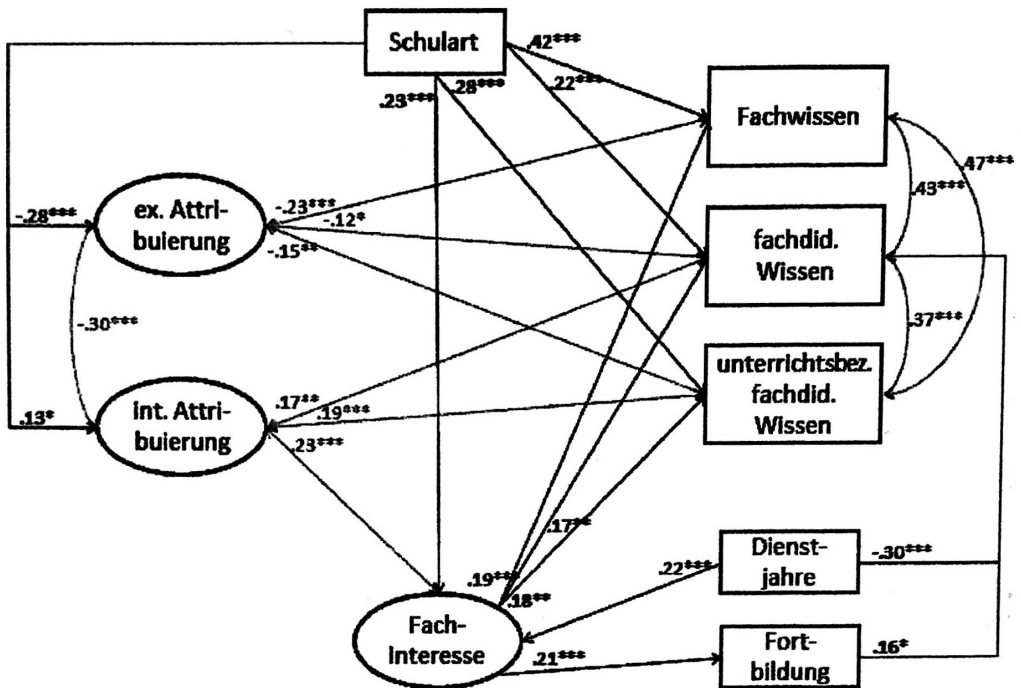 Schulart
.42***
.22***
.28***
.23***
Fachwissen
.47***
.43***
ex. Attri-
buierung
-.28***
-.23***
-.12*
-.15**
fachdid.
Wissen
-.30***
.37***
unterrichtsbez.
fachdid.
Wissen
int. Attri-
buierung
.13*
.17**
.19***
.23***
.17**
.19***
.18**
Dienst-
jahre
-.30***
.22***
Fach-
interesse
.21***
Fort-
bildung
.16*